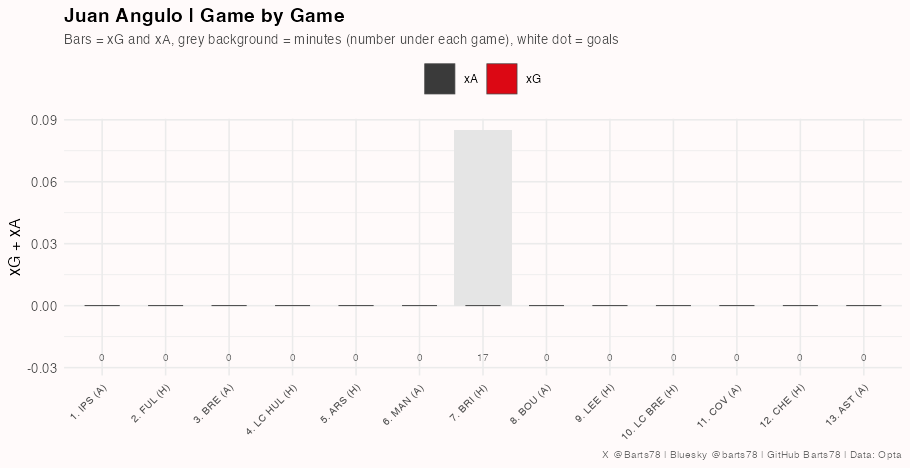 Juan Angulo | Game by Game
Bars = xG and xA, grey background = minutes (number under each game), white dot = goals
xA xG
xG + xA
0.09
0.06
0.03
0.00
-0.03
0 0 0 0 0 0 17 0 0 0 0 0 0
1. IPS (A)
2. FUL (H)
3. BRE (A)
4. LC HUL (H)
5. ARS (H)
6. MAN (A)
7. BRI (H)
8. BOU (A)
9. LEE (H)
10. LC BRE (H)
11. COV (A)
12. CHE (H)
13. AST (A)
X @Barts78 | Bluesky @barts78 | GitHub Barts78 | Data: Opta